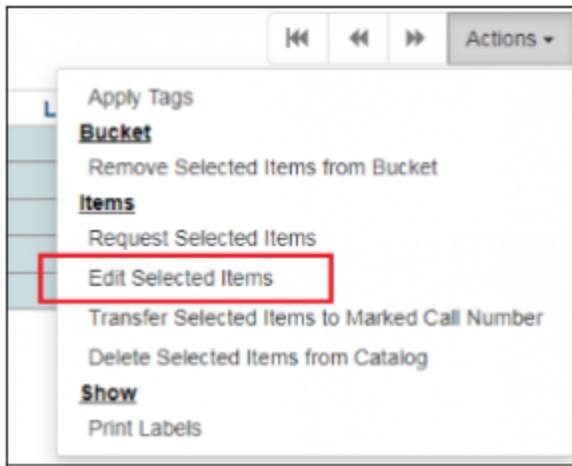 Actions
L
Apply Tags
Bucket
Remove Selected Items from Bucket
Items
Request Selected Items
Edit Selected Items
Transfer Selected Items to Marked Call Number
Delete Selected Items from Catalog
Show
Print Labels